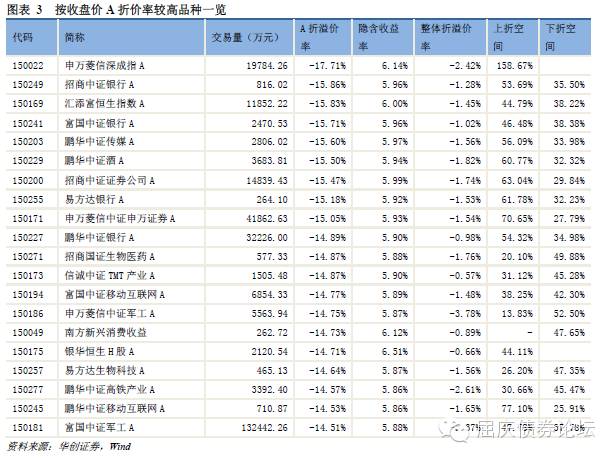 图表 3 按收盘价 A 折价率较高品种一览
代码 简称 交易量（万元） A 折溢价率 隐含收益率 整体折溢价率 上折空间 下折空间
150022 申万菱信深成指 A 19784.26 -17.71% 6.14% -2.42% 158.67%
150249 招商中证银行 A 816.02 -15.86% 5.96% -1.28% 53.69% 35.50%
150169 汇添富恒生指数 A 11852.22 -15.83% 6.00% -1.45% 44.79% 38.22%
150241 富国中证银行 A 2470.53 -15.71% 5.96% -1.02% 46.48% 38.38%
150203 鹏华中证传媒 A 2806.02 -15.60% 5.97% -1.56% 56.09% 33.98%
150229 鹏华中证酒 A 3683.81 -15.50% 5.94% -1.82% 60.77% 32.32%
150200 招商中证证券公司 A 14839.43 -15.47% 5.99% -1.74% 63.04% 29.84%
150255 易方达银行 A 264.10 -15.18% 5.92% -1.53% 61.78% 32.23%
150171 申万菱信中证申万证券 A 41862.63 -15.05% 5.93% -1.54% 70.65% 27.79%
150227 鹏华中证银行 A 32226.00 -14.89% 5.90% -0.98% 54.32% 34.98%
150271 招商国证生物医药 A 577.33 -14.87% 5.88% -1.76% 20.10% 49.88%
150173 信诚中证 TMT 产业 A 1505.48 -14.87% 5.90% -0.57% 31.12% 45.28%
150194 富国中证移动互联网 A 6854.33 -14.77% 5.89% -1.48% 38.25% 42.30%
150186 申万菱信中证军工 A 5563.94 -14.75% 5.87% -3.78% 13.83% 52.50%
150049 南方新兴消费收益 262.72 -14.73% 6.12% -0.89% - 47.65%
150175 银华恒生 H 股 A 2120.54 -14.71% 6.51% -0.66% 44.11%
150257 易方达生物科技 A 465.13 -14.64% 5.87% -1.56% 26.20% 47.35%
150277 鹏华中证高铁产业 A 3392.40 -14.57% 5.86% -2.61% 30.66% 45.47%
150245 鹏华中证移动互联网 A 710.87 -14.53% 5.86% -1.65% 77.10% 25.91%
150181 富国中证军工 A 132442.26 -14.51% 5.88%
资料来源：华创证券，Wind
屈庆债券论坛